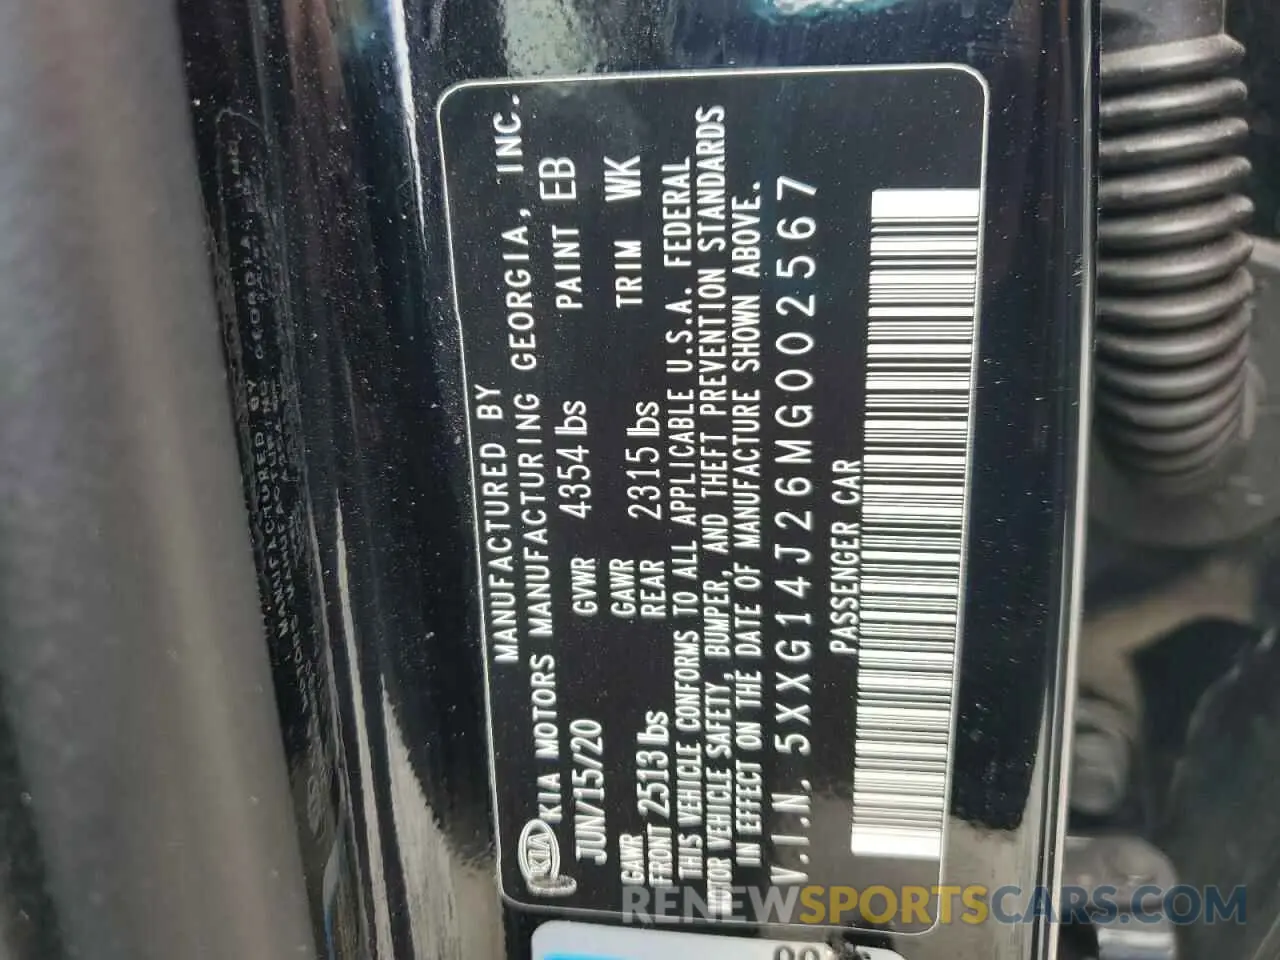 MANUFACTURED BY
KIA KIA MOTORS MANUFACTURING GEORGIA, INC.
JUN/15/20 GVWR 4354 lbs PAINT EB
GAWR FRONT 2513 lbs GAWR REAR 2315 lbs TRIM WK
THIS VEHICLE CONFORMS TO ALL APPLICABLE U.S.A. FEDERAL
MOTOR VEHICLE SAFETY, BUMPER, AND THEFT PREVENTION STANDARDS
IN EFFECT ON THE DATE OF MANUFACTURE SHOWN ABOVE.
V.I.N. 5XXG14J26MG002567
PASSENGER CAR
RENEWSPORTSCARS.COM